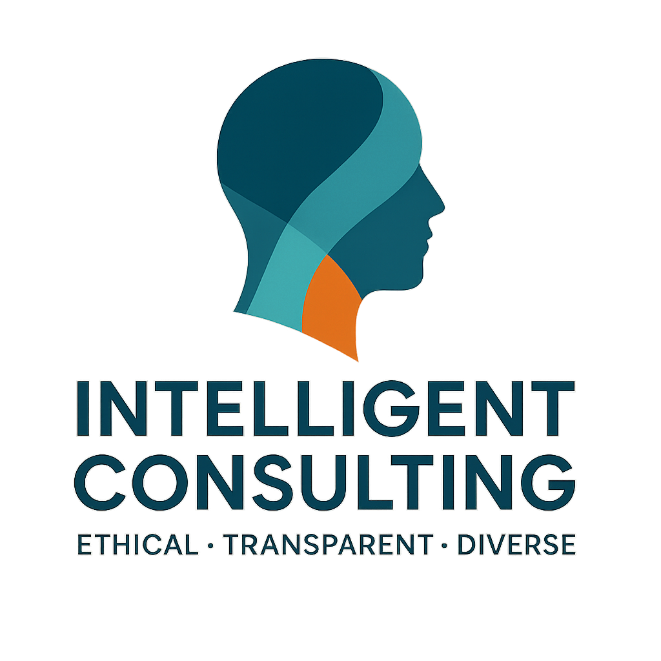 INTELLIGENT
CONSULTING
ETHICAL · TRANSPARENT · DIVERSE